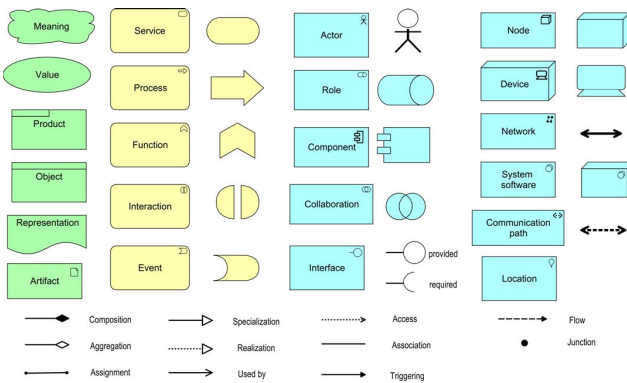 Meaning
Value
Product
Object
Representation
Artifact
Service
Process
Function
Interaction
Event
Actor
Role
Component
Collaboration
Interface
provided
required
Node
Device
Network
System
software
Communication
path
Location
Composition
Aggregation
Assignment
Specialization
Realization
Used by
Access
Association
Triggering
Flow
Junction